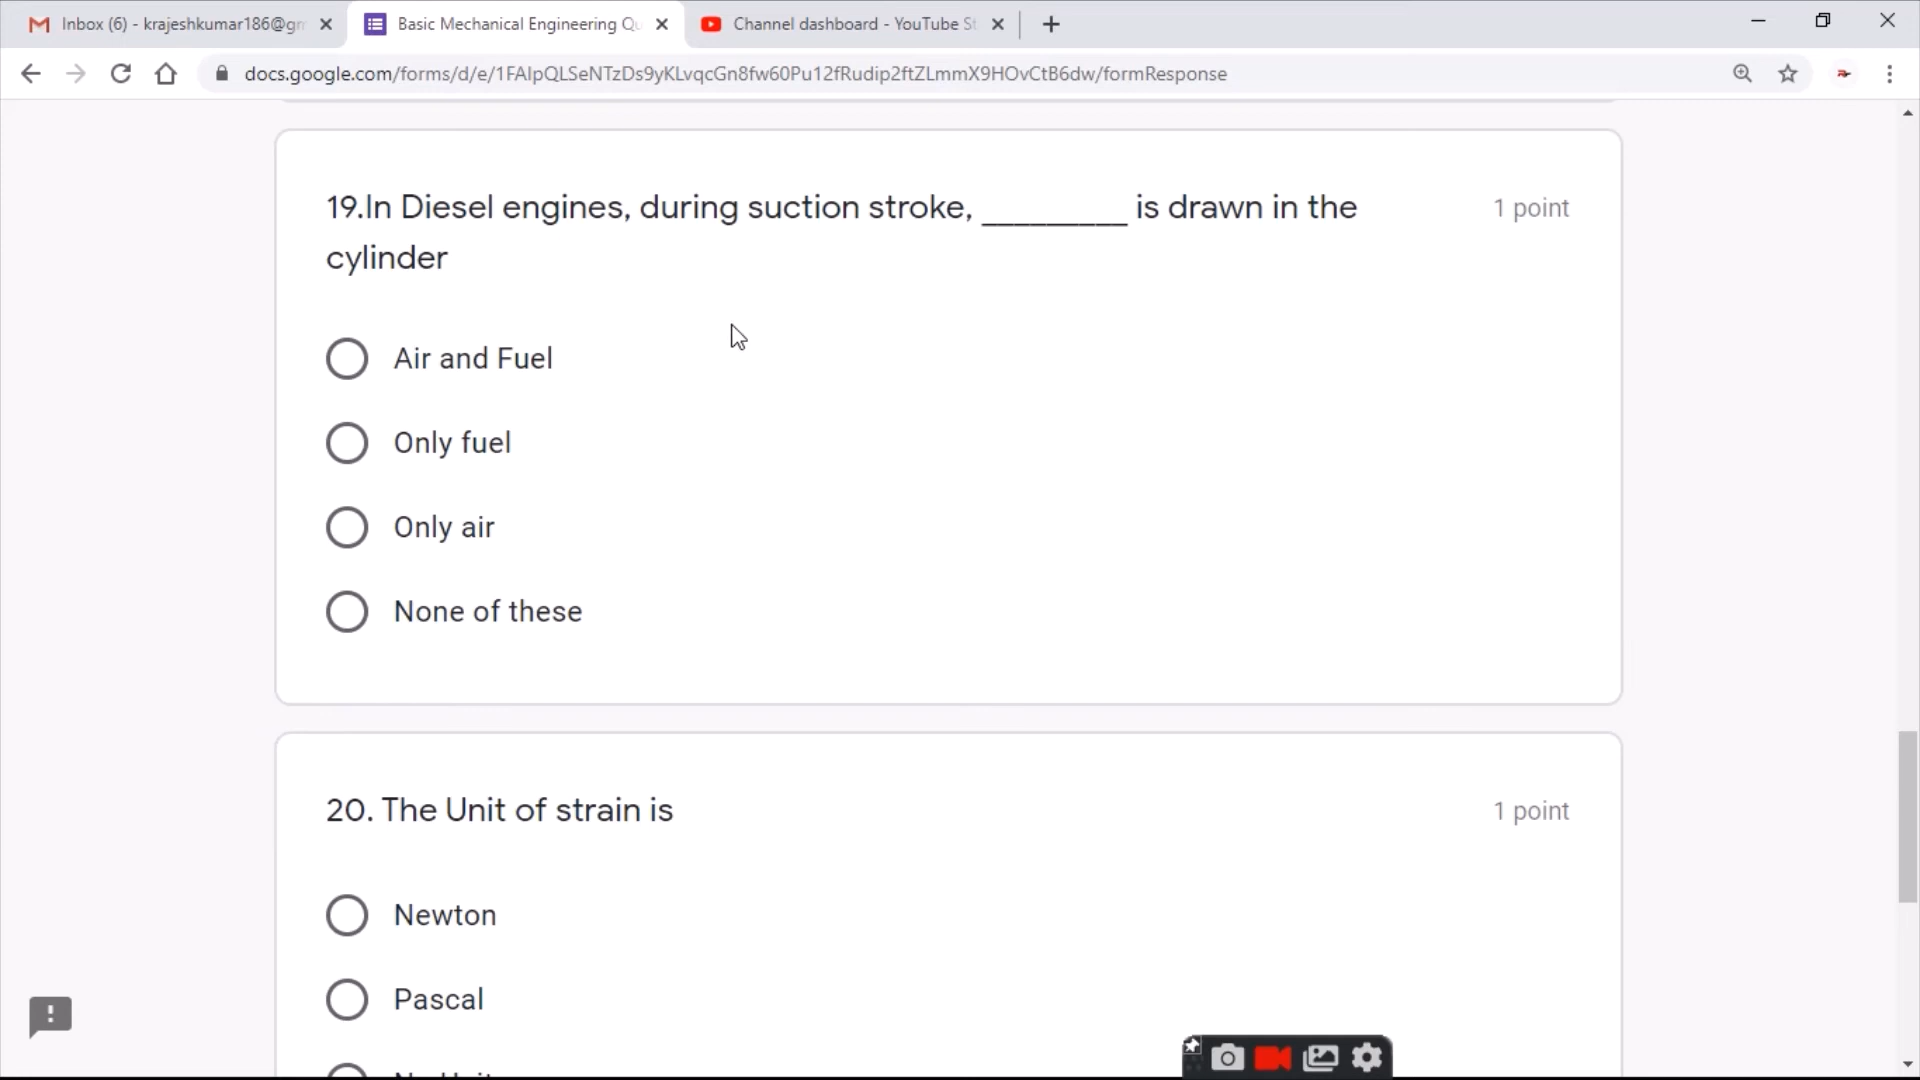 Inbox (6) - krajeshkumar186@gm
Basic Mechanical Engineering Qu
Channel dashboard - YouTube St
docs.google.com/forms/d/e/1FAIpQLSeNTzDs9yKLvqcGn8fw60Pu12fRudip2ftZLmmX9HOvCtB6dw/formResponse
19.In Diesel engines, during suction stroke, _________ is drawn in the
cylinder
1 point
Air and Fuel
Only fuel
Only air
None of these
20. The Unit of strain is
1 point
Newton
Pascal